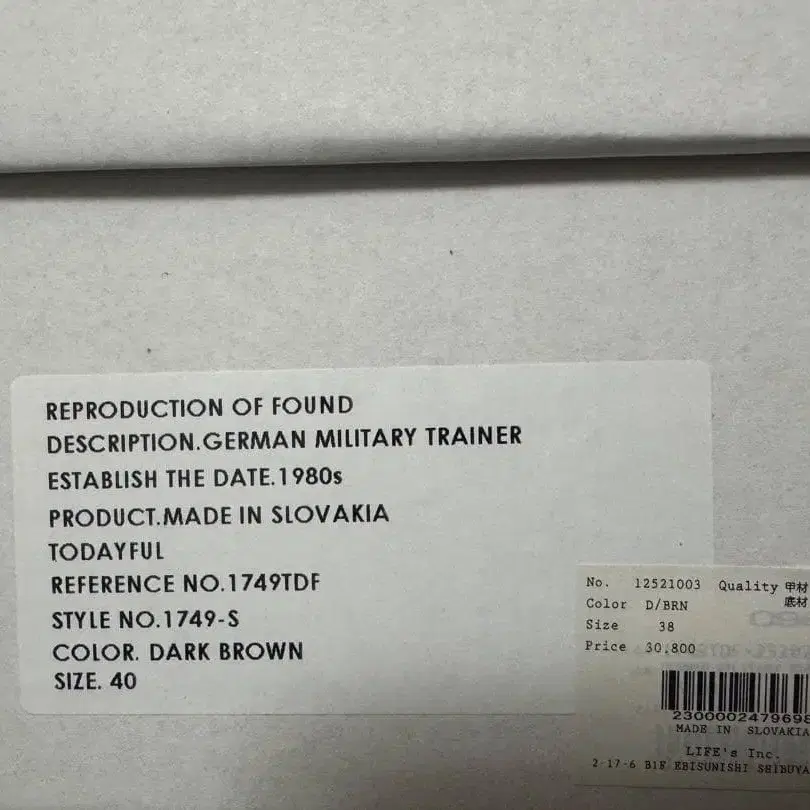 REPRODUCTION OF FOUND
DESCRIPTION.GERMAN MILITARY TRAINER
ESTABLISH THE DATE.1980s
PRODUCT.MADE IN SLOVAKIA
TODAYFUL
REFERENCE NO.1749TDF
STYLE NO.1749-S
COLOR. DARK BROWN
SIZE. 40
No. 12521003 Quality 甲材
底材
Color D/BRN
Size 38
Price 30,800
2300002479698
MADE IN SLOVAKIA
LIFE's Inc.
2-17-6 B1F EBISUNISHI SHIBUYA